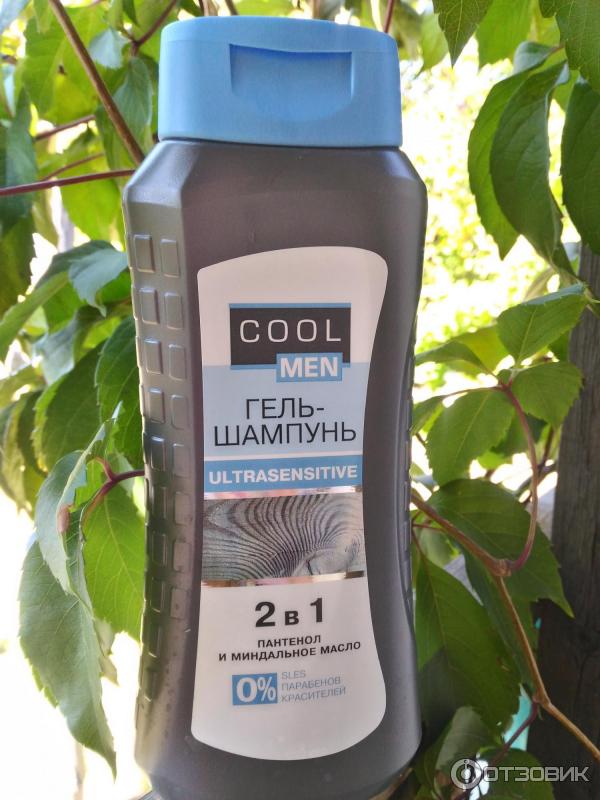 COOL
MEN
ГЕЛЬ-
ШАМПУНЬ
ULTRASENSITIVE
2 в 1
ПАНТЕНОЛ
И МИНДАЛЬНОЕ МАСЛО
0%
SLES
ПАРАБЕНОВ
КРАСИТЕЛЕЙ
ОТЗОВИК